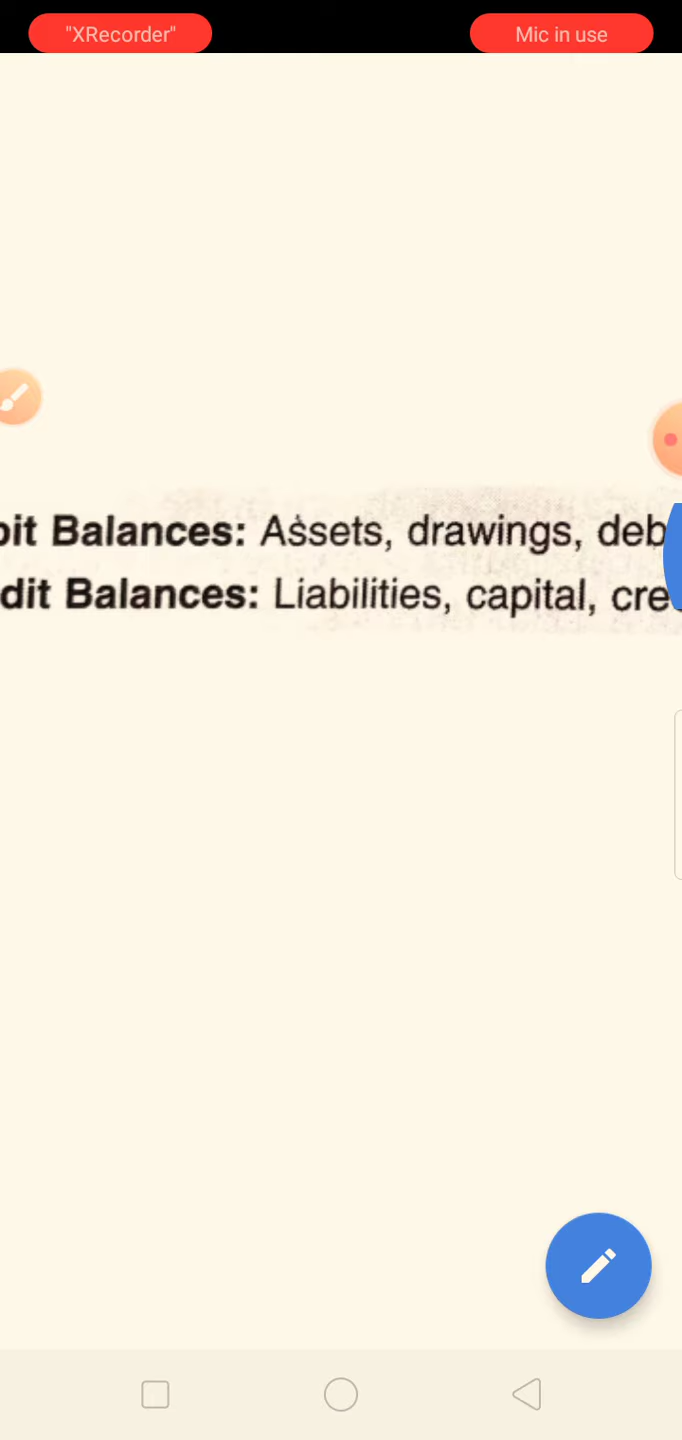 "XRecorder" Mic in use
bit Balances: Assets, drawings, deb
dit Balances: Liabilities, capital, cre